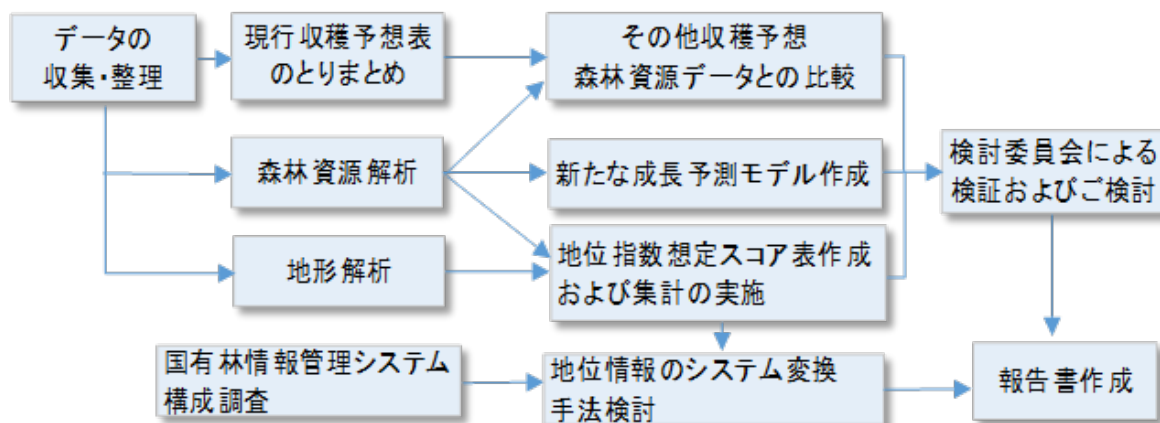 データの
収集・整理
現行収穫予想表
のとりまとめ
その他収穫予想
森林資源データとの比較
森林資源解析
新たな成長予測モデル作成
検討委員会による
検証およびご検討
地形解析
地位指数想定スコア表作成
および集計の実施
国有林情報管理システム
構成調査
地位情報のシステム変換
手法検討
報告書作成